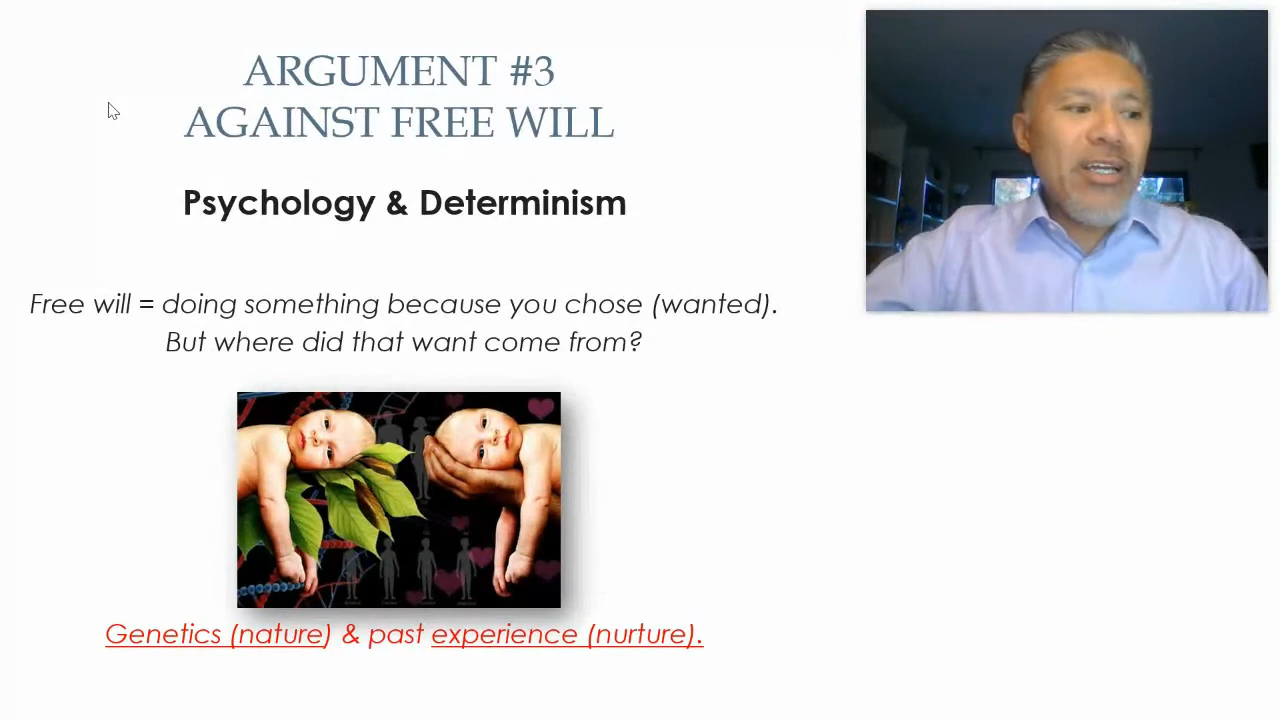 ARGUMENT #3
AGAINST FREE WILL
Psychology & Determinism
Free will = doing something because you chose (wanted).
But where did that want come from?
Genetics (nature) & past experience (nurture).